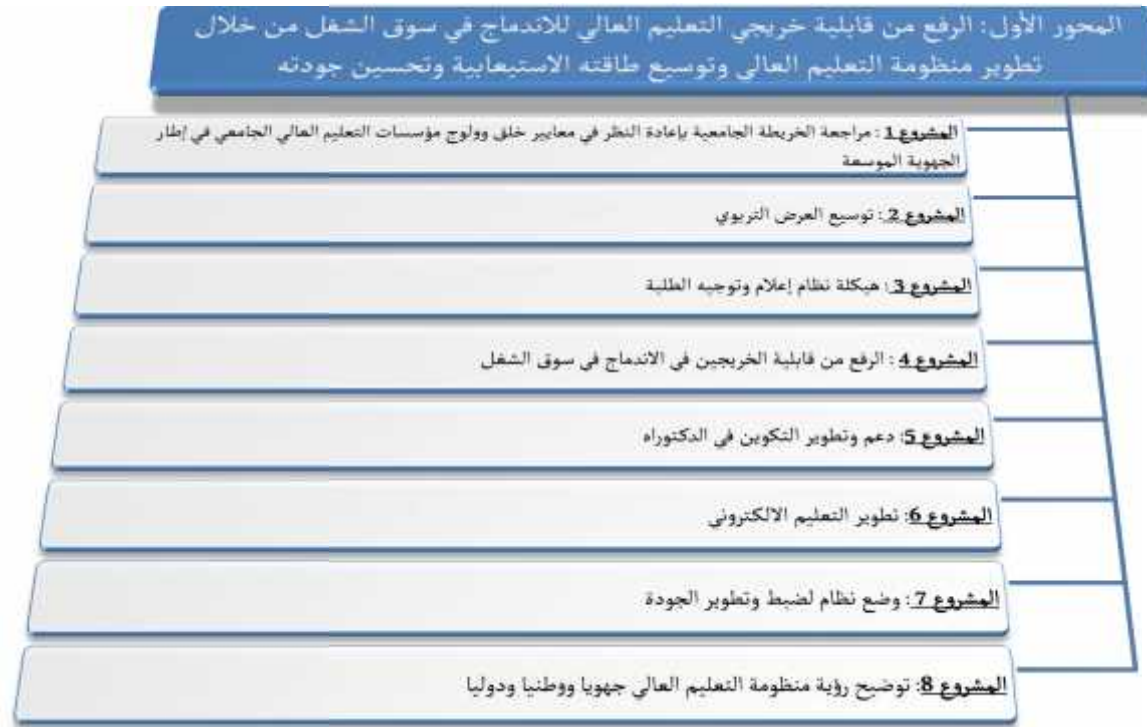 المحور الأول: الرفع من قابلية خريجي التعليم العالي للاندماج في سوق الشغل من خلال
تطوير منظومة التعليم العالي وتوسيع طاقته الاستيعابية وتحسين جودته
المشروع 1 : مراجعة الخريطة الجامعية بإعادة النظر في معايير خلق وولوج مؤسسات التعليم العالي الجامعي في إطار
الجهوية الموسعة
المشروع 2 : توسيع العرض التربوي
المشروع 3 : هيكلة نظام إعلام وتوجيه الطلبة
المشروع 4 : الرفع من قابلية الخريجين في الاندماج في سوق الشغل
المشروع 5: دعم وتطوير التكوين في الدكتوراه
المشروع 6: تطوير التعليم الالكتروني
المشروع 7 : وضع نظام لضبط وتطوير الجودة
المشروع 8: توضيح رؤية منظومة التعليم العالي جهويا ووطنيا ودوليا